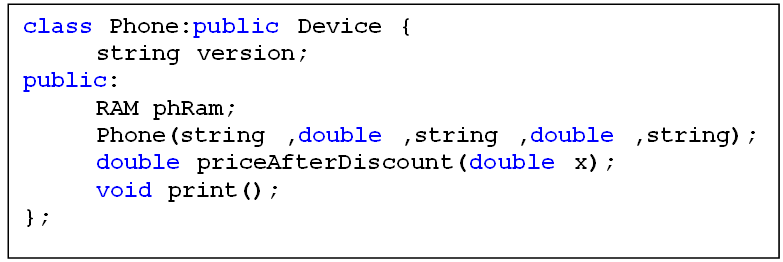 class Phone:public Device {
string version;
public:
RAM phRam;
Phone(string ,double ,string ,double ,string);
double priceAfterDiscount(double x);
void print();
};